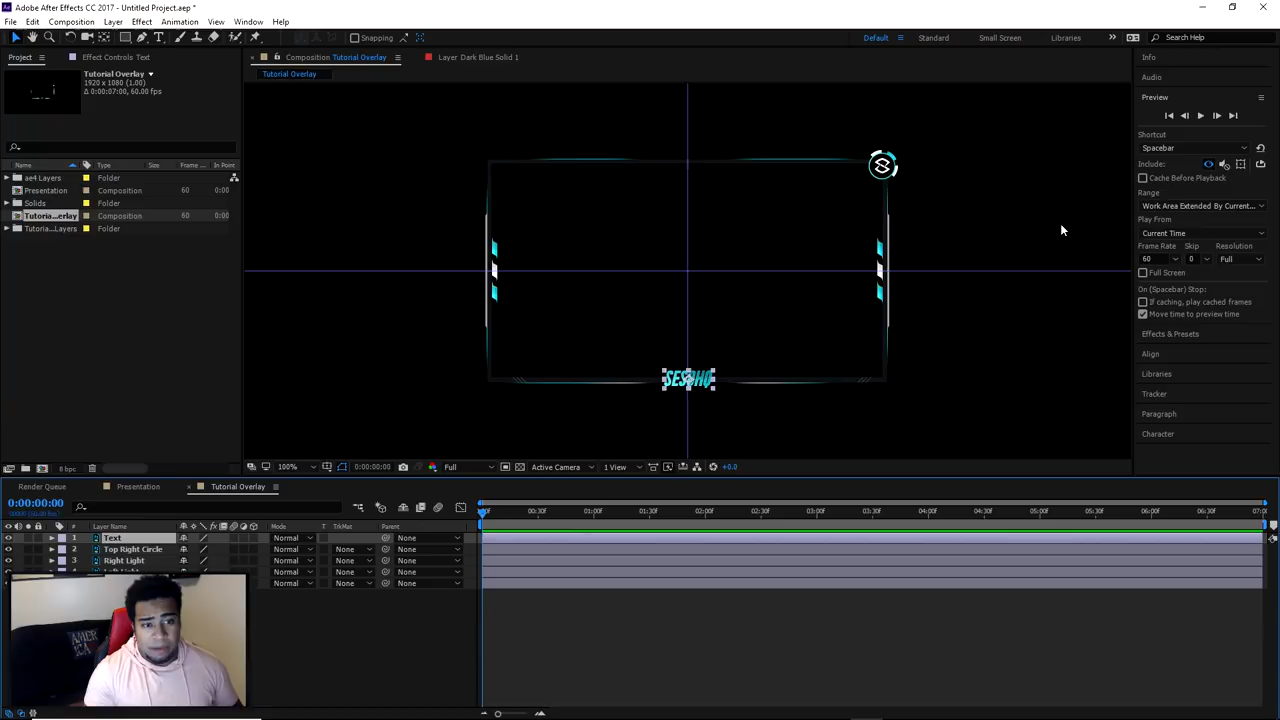 Adobe After Effects CC 2017 - Untitled Project.aep *
File Edit Composition Layer Effect Animation View Window Help
Snapping
Default Standard Small Screen Libraries Search Help
Project Effect Controls Text
Composition Tutorial Overlay Layer Dark Blue Solid 1
Tutorial Overlay
Tutorial Overlay
1920 x 1080 (1.00)
Δ 0:00:07:00, 60.00 fps
Name Type Size Frame ... In Point
ae4 Layers Folder
Presentation Composition 60 0:00
Solids Folder
Tutoria...erlay Composition 60 0:00
Tutoria...Layers Folder
8 bpc
SESOHQ
100% 0:00:00:00 Full Active Camera 1 View +0.0
Info
Audio
Preview
Shortcut
Spacebar
Include:
Cache Before Playback
Range
Work Area Extended By Current...
Play From
Current Time
Frame Rate Skip Resolution
60 0 Full
Full Screen
On (Spacebar) Stop:
If caching, play cached frames
Move time to preview time
Effects & Presets
Align
Libraries
Tracker
Paragraph
Character
Render Queue Presentation Tutorial Overlay
0:00:00:00
00:30f 01:00f 01:30f 02:00f 02:30f 03:00f 03:30f 04:00f 04:30f 05:00f 05:30f 06:00f 06:30f 07:0
# Layer Name Mode T TrkMat Parent
1 Text Normal None
2 Top Right Circle Normal None None
3 Right Light Normal None None
Normal None None
Normal None None
AMER